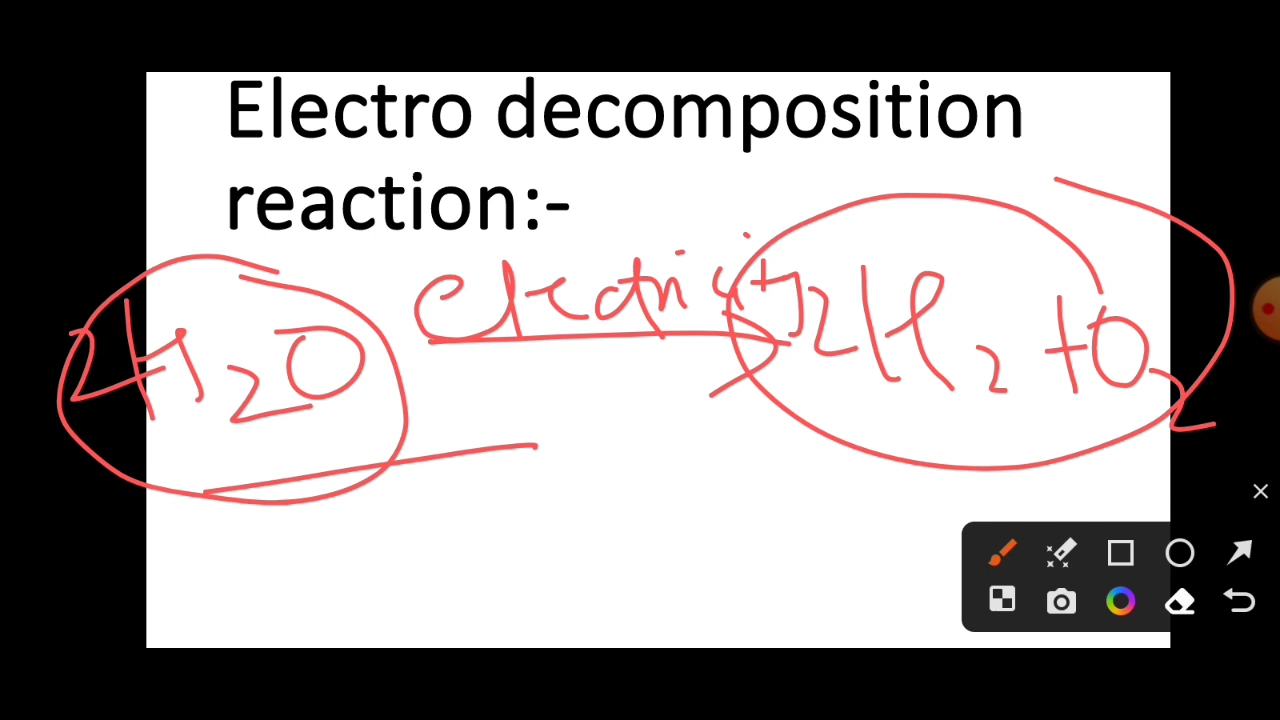 Electro decomposition
reaction:-
2H₂O electricity 2H₂ + O₂